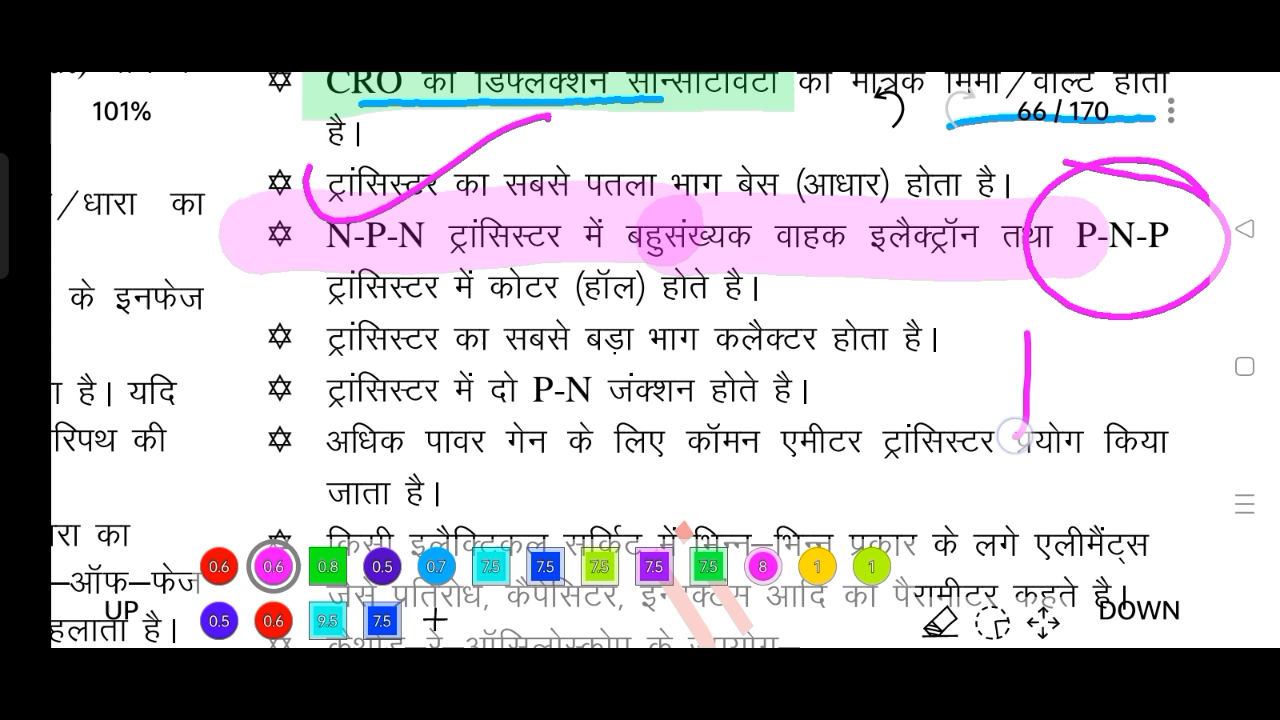 CRO की डिफ्लेक्शन सेन्सिटिविटी का मात्रक मिमी/वोल्ट होता
101%
66/170
है।
ट्रांसिस्टर का सबसे पतला भाग बेस (आधार) होता है।
/धारा का
N-P-N ट्रांसिस्टर में बहुसंख्यक वाहक इलैक्ट्रॉन तथा P-N-P
ट्रांसिस्टर में कोटर (हॉल) होते है।
के इनफेज
ट्रांसिस्टर का सबसे बड़ा भाग कलैक्टर होता है।
है। यदि
ट्रांसिस्टर में दो P-N जंक्शन होते है।
रिपथ की
अधिक पावर गेन के लिए कॉमन एमीटर ट्रांसिस्टर प्रयोग किया
जाता है।
का
किसी इलैक्ट्रिकल सर्किट में भिन्न-भिन्न प्रकार के लगे एलीमैंट्स
0.6 0.6 0.8 0.5 0.7 7.5 7.5 7.5 7.5 7.5 8 1 1
–ऑफ–फेज
जैसे प्रतिरोध, कैपेसिटर, इन्डक्टेंस आदि को पैरामीटर कहते है।
UP
DOWN
0.5 0.6 9.5 7.5 +
हलाता है।